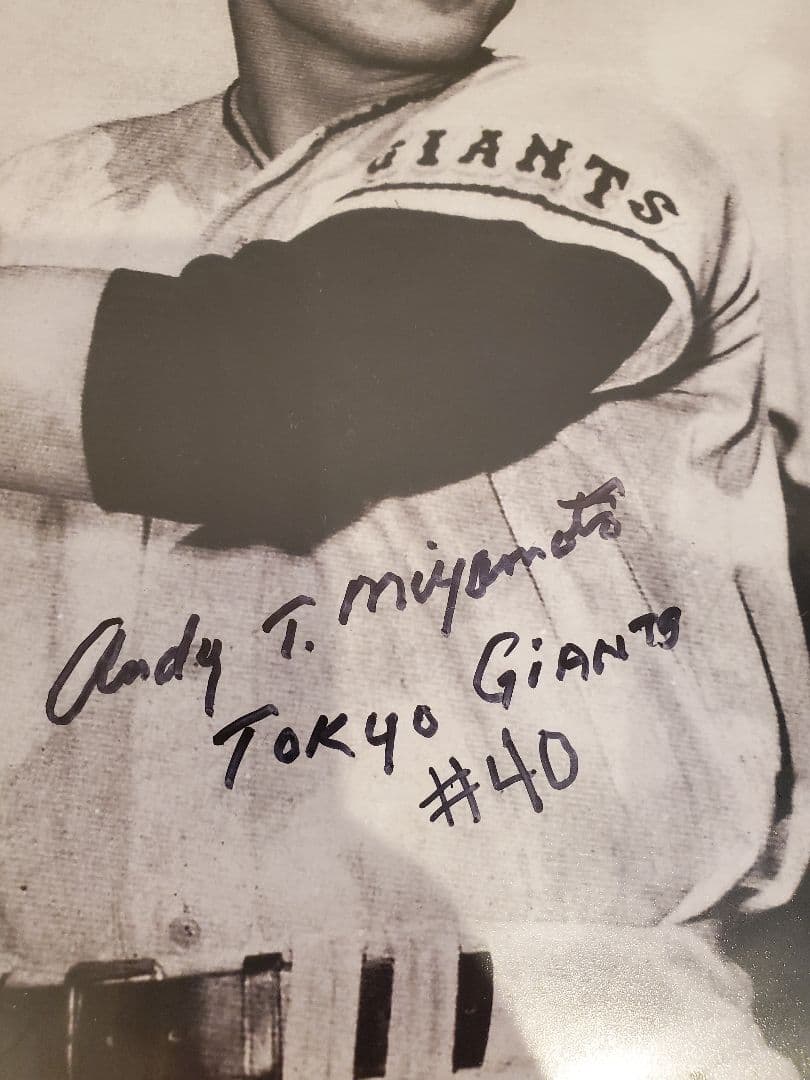 GIANTS
Andy T. Miyamoto
TOKYO GiANTS
#40